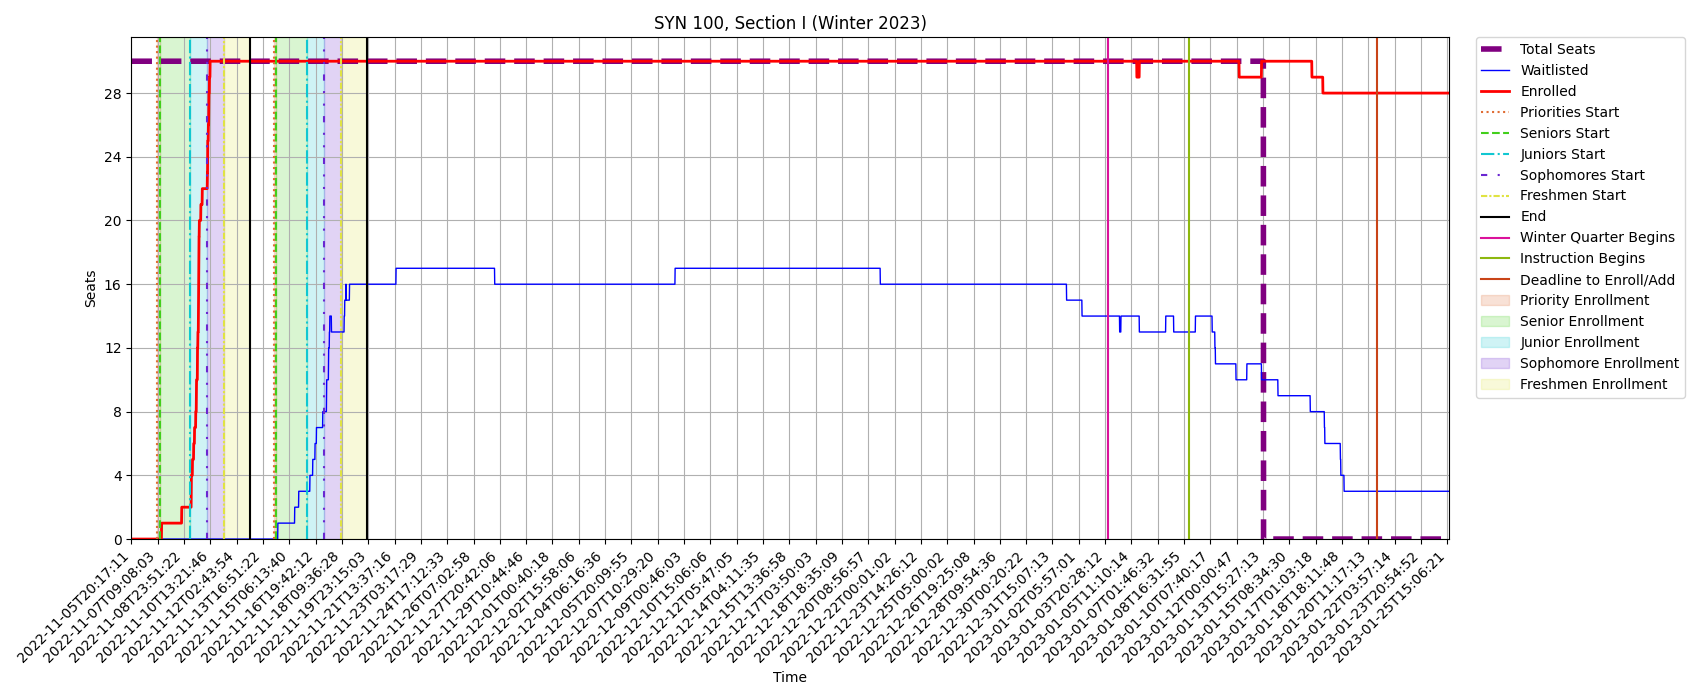 SYN 100, Section I (Winter 2023)
Seats
28
24
20
16
12
8
4
0
2022-11-05T20:17:11
2022-11-07T09:08:03
2022-11-08T23:51:22
2022-11-10T13:21:46
2022-11-12T02:43:54
2022-11-13T16:51:22
2022-11-15T06:13:40
2022-11-16T19:42:12
2022-11-18T09:36:28
2022-11-19T23:15:03
2022-11-21T13:37:16
2022-11-23T03:17:29
2022-11-24T17:12:33
2022-11-26T07:02:58
2022-11-27T20:42:06
2022-11-29T10:44:46
2022-12-01T00:40:18
2022-12-02T15:58:06
2022-12-04T06:16:36
2022-12-05T20:09:55
2022-12-07T10:29:20
2022-12-09T00:46:03
2022-12-10T15:06:06
2022-12-12T05:47:05
2022-12-14T04:11:35
2022-12-15T13:36:58
2022-12-17T03:50:03
2022-12-18T18:35:09
2022-12-20T08:56:57
2022-12-22T00:01:02
2022-12-23T14:26:12
2022-12-25T05:00:02
2022-12-26T19:25:08
2022-12-28T09:54:36
2022-12-30T00:20:22
2022-12-31T15:07:13
2023-01-02T05:57:01
2023-01-03T20:28:12
2023-01-05T11:10:14
2023-01-07T01:46:32
2023-01-08T16:31:55
2023-01-10T07:40:17
2023-01-12T00:00:47
2023-01-13T15:27:13
2023-01-15T08:34:30
2023-01-17T01:03:18
2023-01-18T18:11:48
2023-01-20T11:17:13
2023-01-22T03:57:14
2023-01-23T20:54:52
2023-01-25T15:06:21
Time
Total Seats
Waitlisted
Enrolled
Priorities Start
Seniors Start
Juniors Start
Sophomores Start
Freshmen Start
End
Winter Quarter Begins
Instruction Begins
Deadline to Enroll/Add
Priority Enrollment
Senior Enrollment
Junior Enrollment
Sophomore Enrollment
Freshmen Enrollment